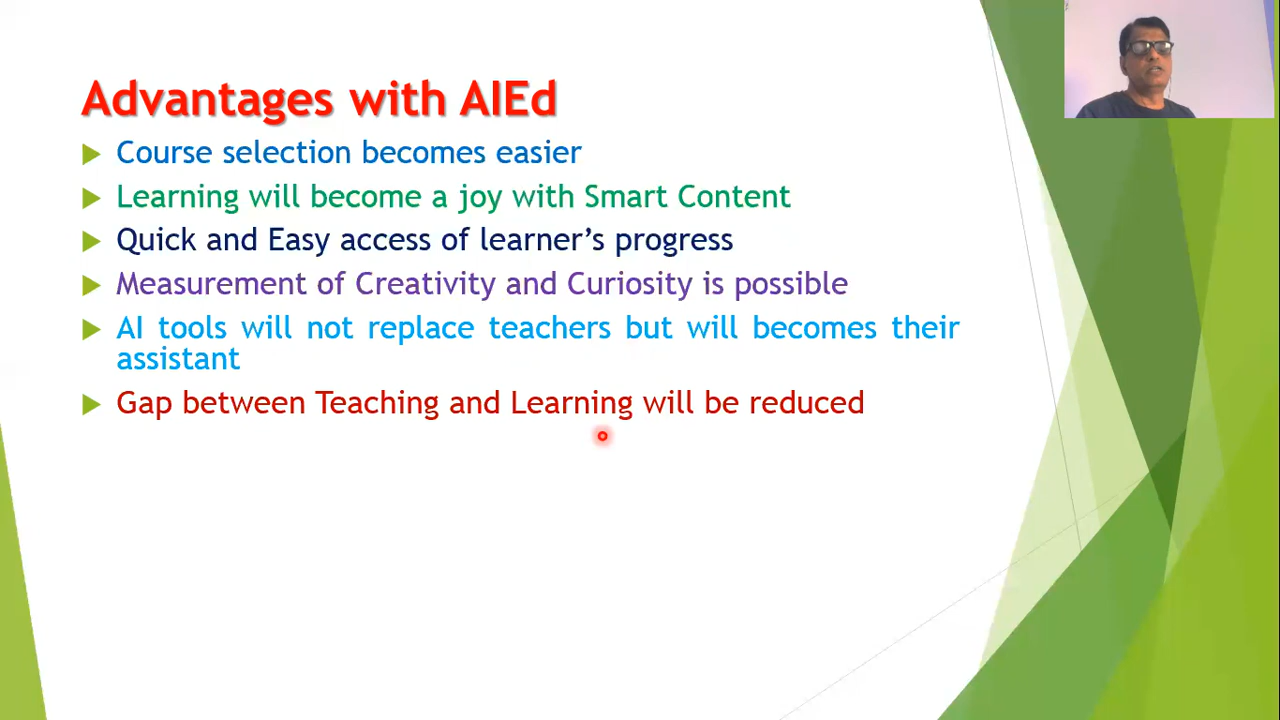 Advantages with AIEd
Course selection becomes easier
Learning will become a joy with Smart Content
Quick and Easy access of learner’s progress
Measurement of Creativity and Curiosity is possible
AI tools will not replace teachers but will becomes their
assistant
Gap between Teaching and Learning will be reduced